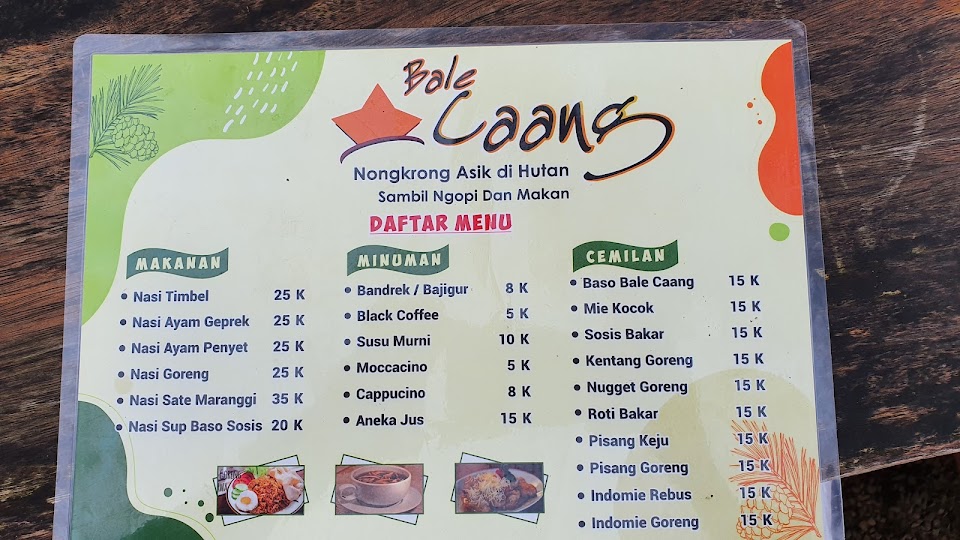 Bale
Caang
Nongkrong Asik di Hutan
Sambil Ngopi Dan Makan
DAFTAR MENU
MAKANAN
• Nasi Timbel 25 K
• Nasi Ayam Geprek 25 K
• Nasi Ayam Penyet 25 K
• Nasi Goreng 25 K
• Nasi Sate Maranggi 35 K
• Nasi Sup Baso Sosis 20 K
MINUMAN
• Bandrek / Bajigur 8 K
• Black Coffee 5 K
• Susu Murni 10 K
• Moccacino 5 K
• Cappucino 8 K
• Aneka Jus 15 K
CEMILAN
• Baso Bale Caang 15 K
• Mie Kocok 15 K
• Sosis Bakar 15 K
• Kentang Goreng 15 K
• Nugget Goreng 15 K
• Roti Bakar 15 K
• Pisang Keju 15 K
• Pisang Goreng 15 K
• Indomie Rebus 15 K
• Indomie Goreng 15 K